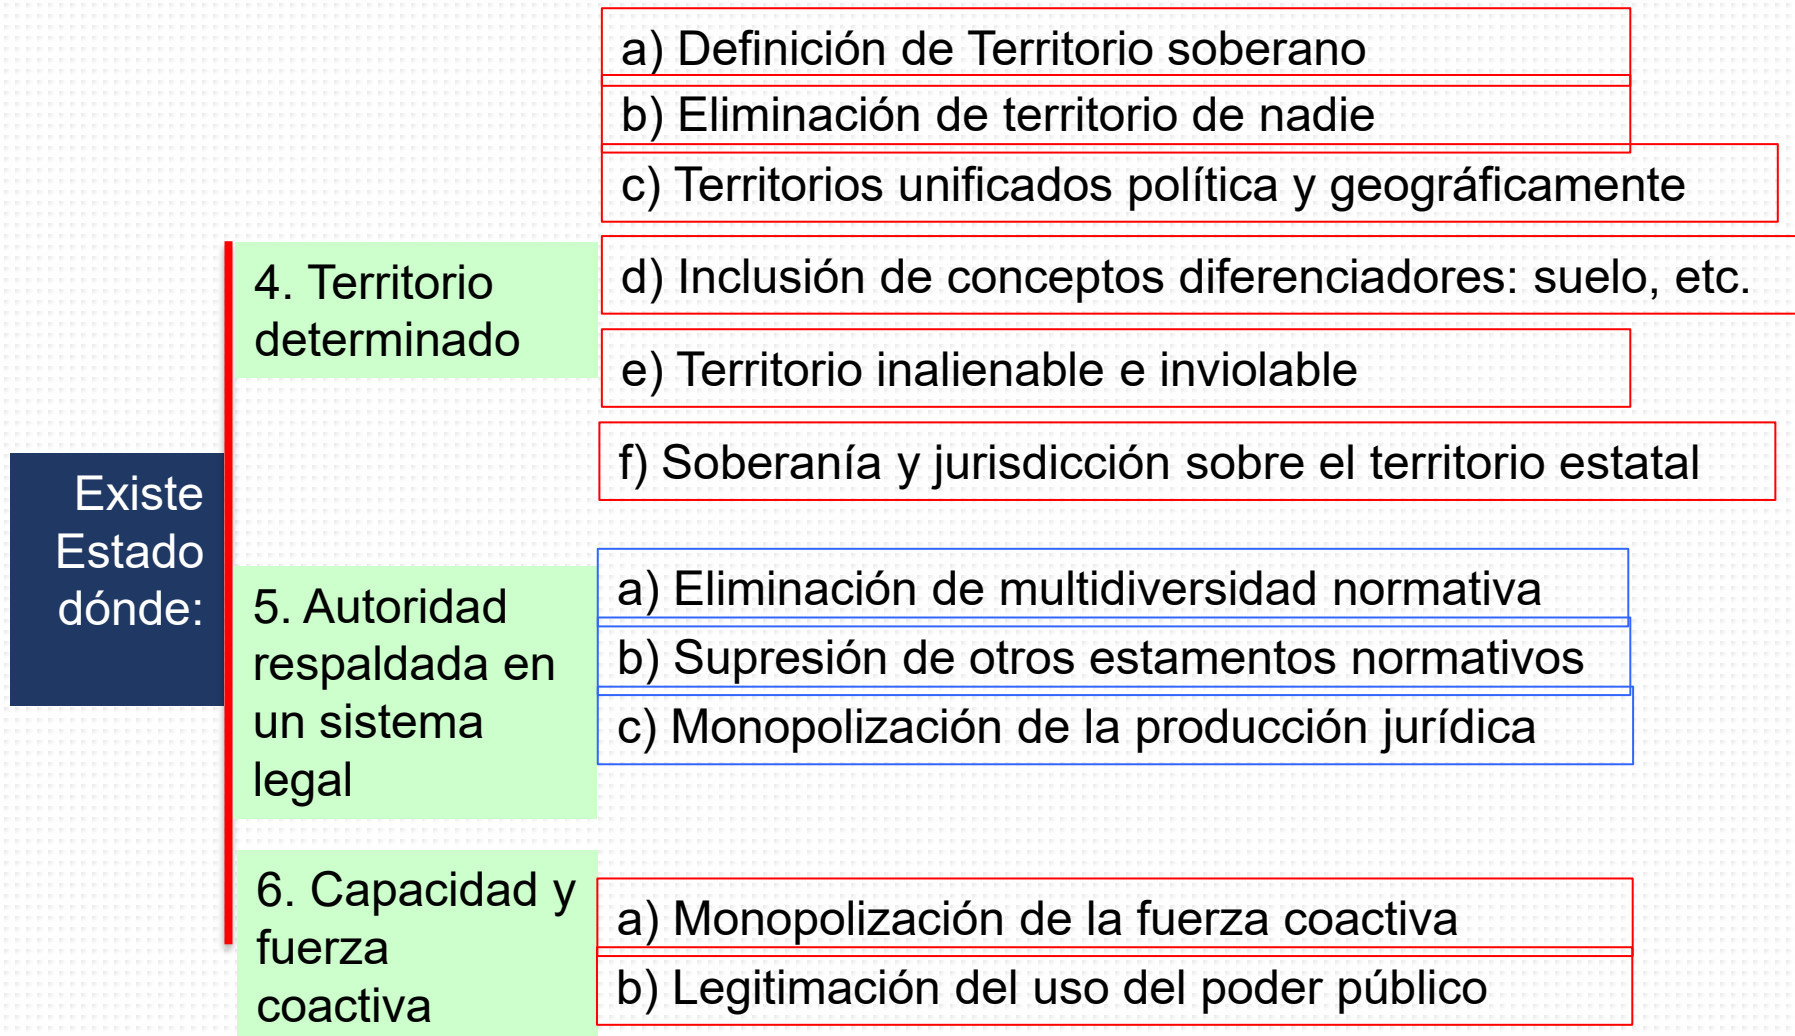 Existe
Estado
dónde:
4. Territorio
determinado
a) Definición de Territorio soberano
b) Eliminación de territorio de nadie
c) Territorios unificados política y geográficamente
d) Inclusión de conceptos diferenciadores: suelo, etc.
e) Territorio inalienable e inviolable
f) Soberanía y jurisdicción sobre el territorio estatal
5. Autoridad
respaldada en
un sistema
legal
a) Eliminación de multidiversidad normativa
b) Supresión de otros estamentos normativos
c) Monopolización de la producción jurídica
6. Capacidad y
fuerza
coactiva
a) Monopolización de la fuerza coactiva
b) Legitimación del uso del poder público